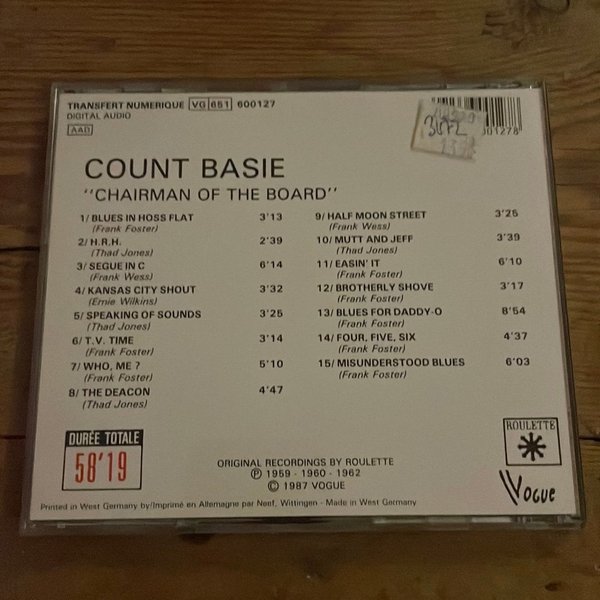 TRANSFERT NUMERIQUE VG 651 600127
DIGITAL AUDIO
AAD
3072
COUNT BASIE
"CHAIRMAN OF THE BOARD"
1/ BLUES IN HOSS FLAT 3'13
(Frank Foster)
2/ H.R.H. 2'39
(Thad Jones)
3/ SEGUE IN C 6'14
(Frank Wess)
4/ KANSAS CITY SHOUT 3'32
(Ernie Wilkins)
5/ SPEAKING OF SOUNDS 3'25
(Thad Jones)
6/ T.V. TIME 3'14
(Frank Foster)
7/ WHO, ME ? 5'10
(Frank Foster)
8/ THE DEACON 4'47
(Thad Jones)
9/ HALF MOON STREET 3'25
(Frank Wess)
10/ MUTT AND JEFF 3'39
(Thad Jones)
11/ EASIN' IT 6'10
(Frank Foster)
12/ BROTHERLY SHOVE 3'17
(Frank Foster)
13/ BLUES FOR DADDY-O 8'54
(Frank Foster)
14/ FOUR, FIVE, SIX 4'37
(Frank Foster)
15/ MISUNDERSTOOD BLUES 6'03
(Frank Foster)
DURÉE TOTALE
58'19
ROULETTE
Vogue
ORIGINAL RECORDINGS BY ROULETTE
Ⓟ 1959 - 1960 - 1962
© 1987 VOGUE
Printed in West Germany by/Imprimé en Allemagne par Neef, Wittingen - Made in West Germany